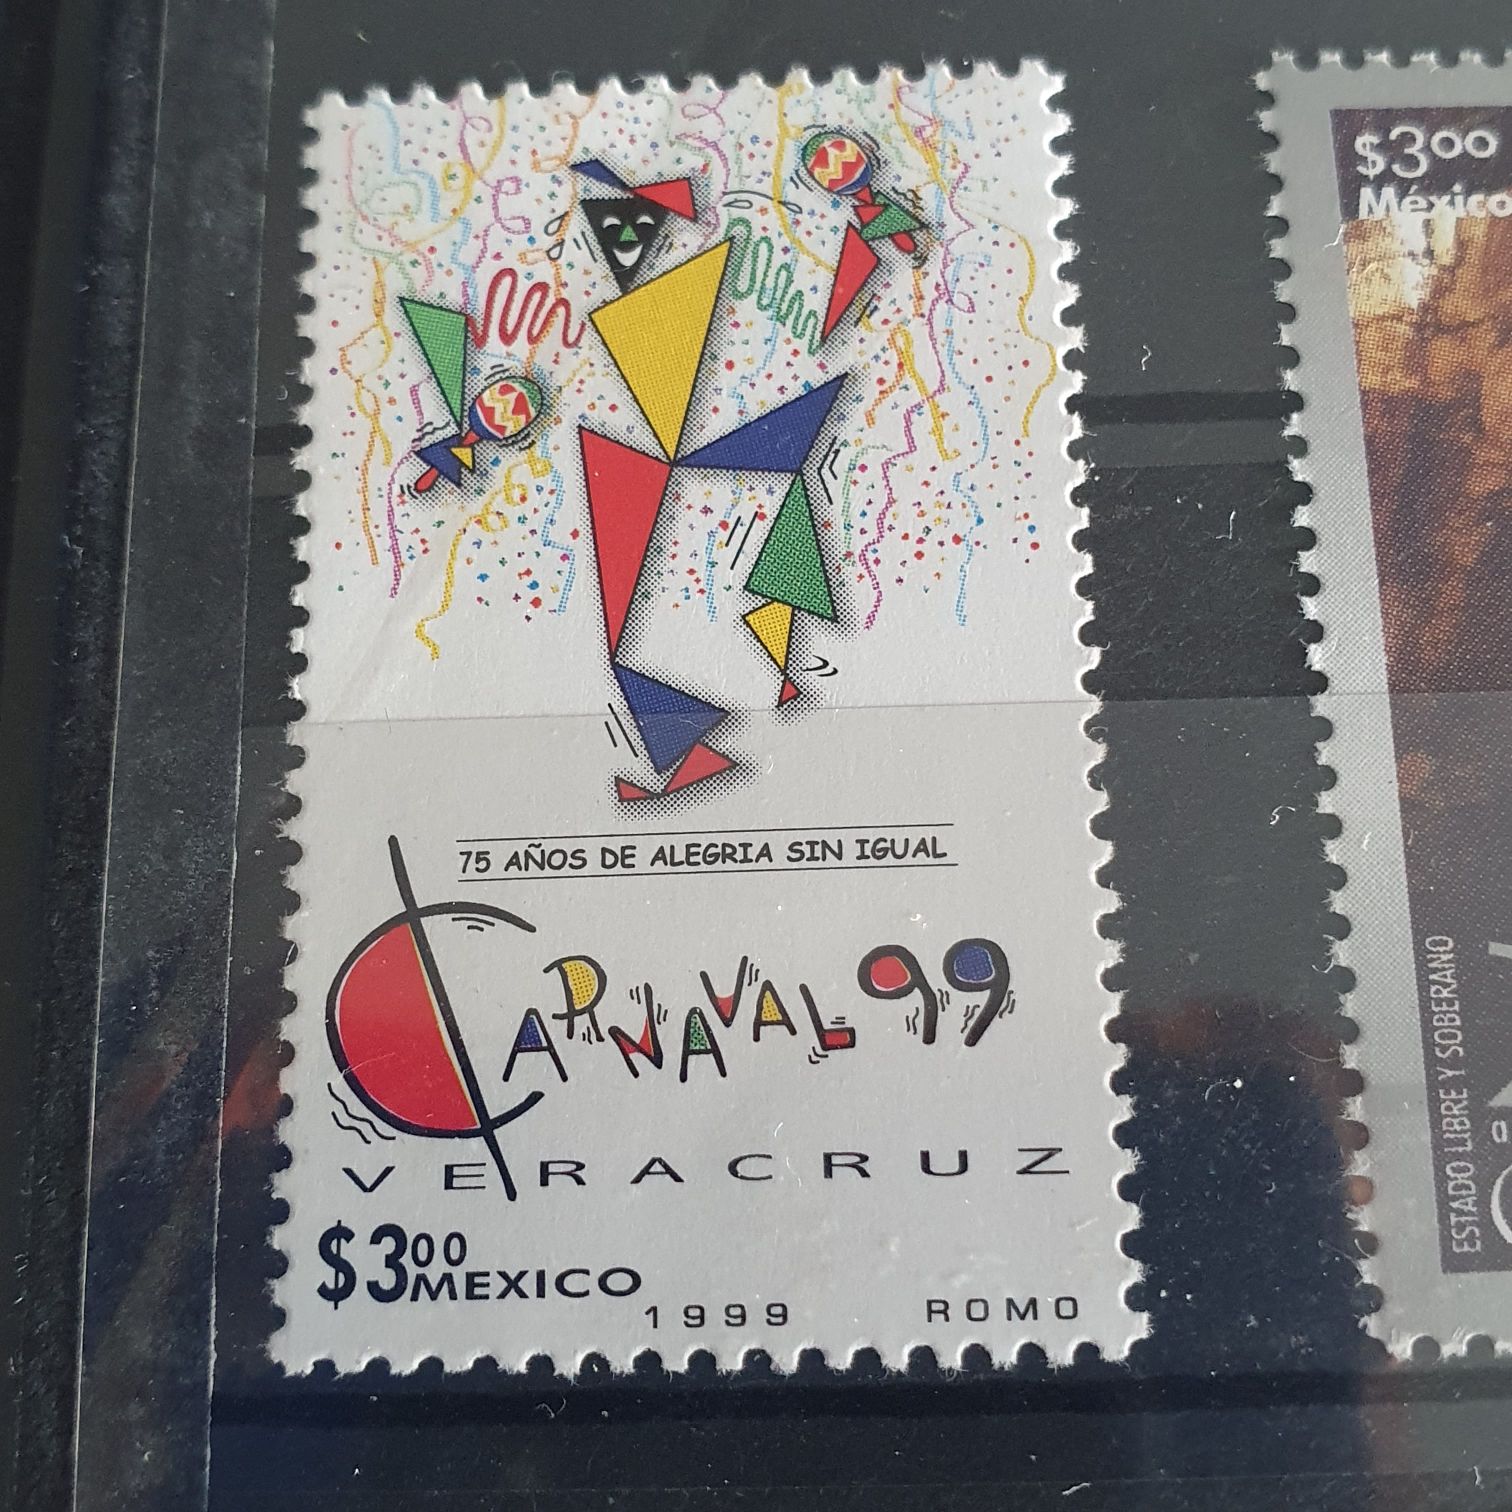 75 AÑOS DE ALEGRIA SIN IGUAL
CARNAVAL 99
VERACRUZ
$3.00
MEXICO
1999 ROMO
$3.00
México
ESTADO LIBRE Y SOBERANO